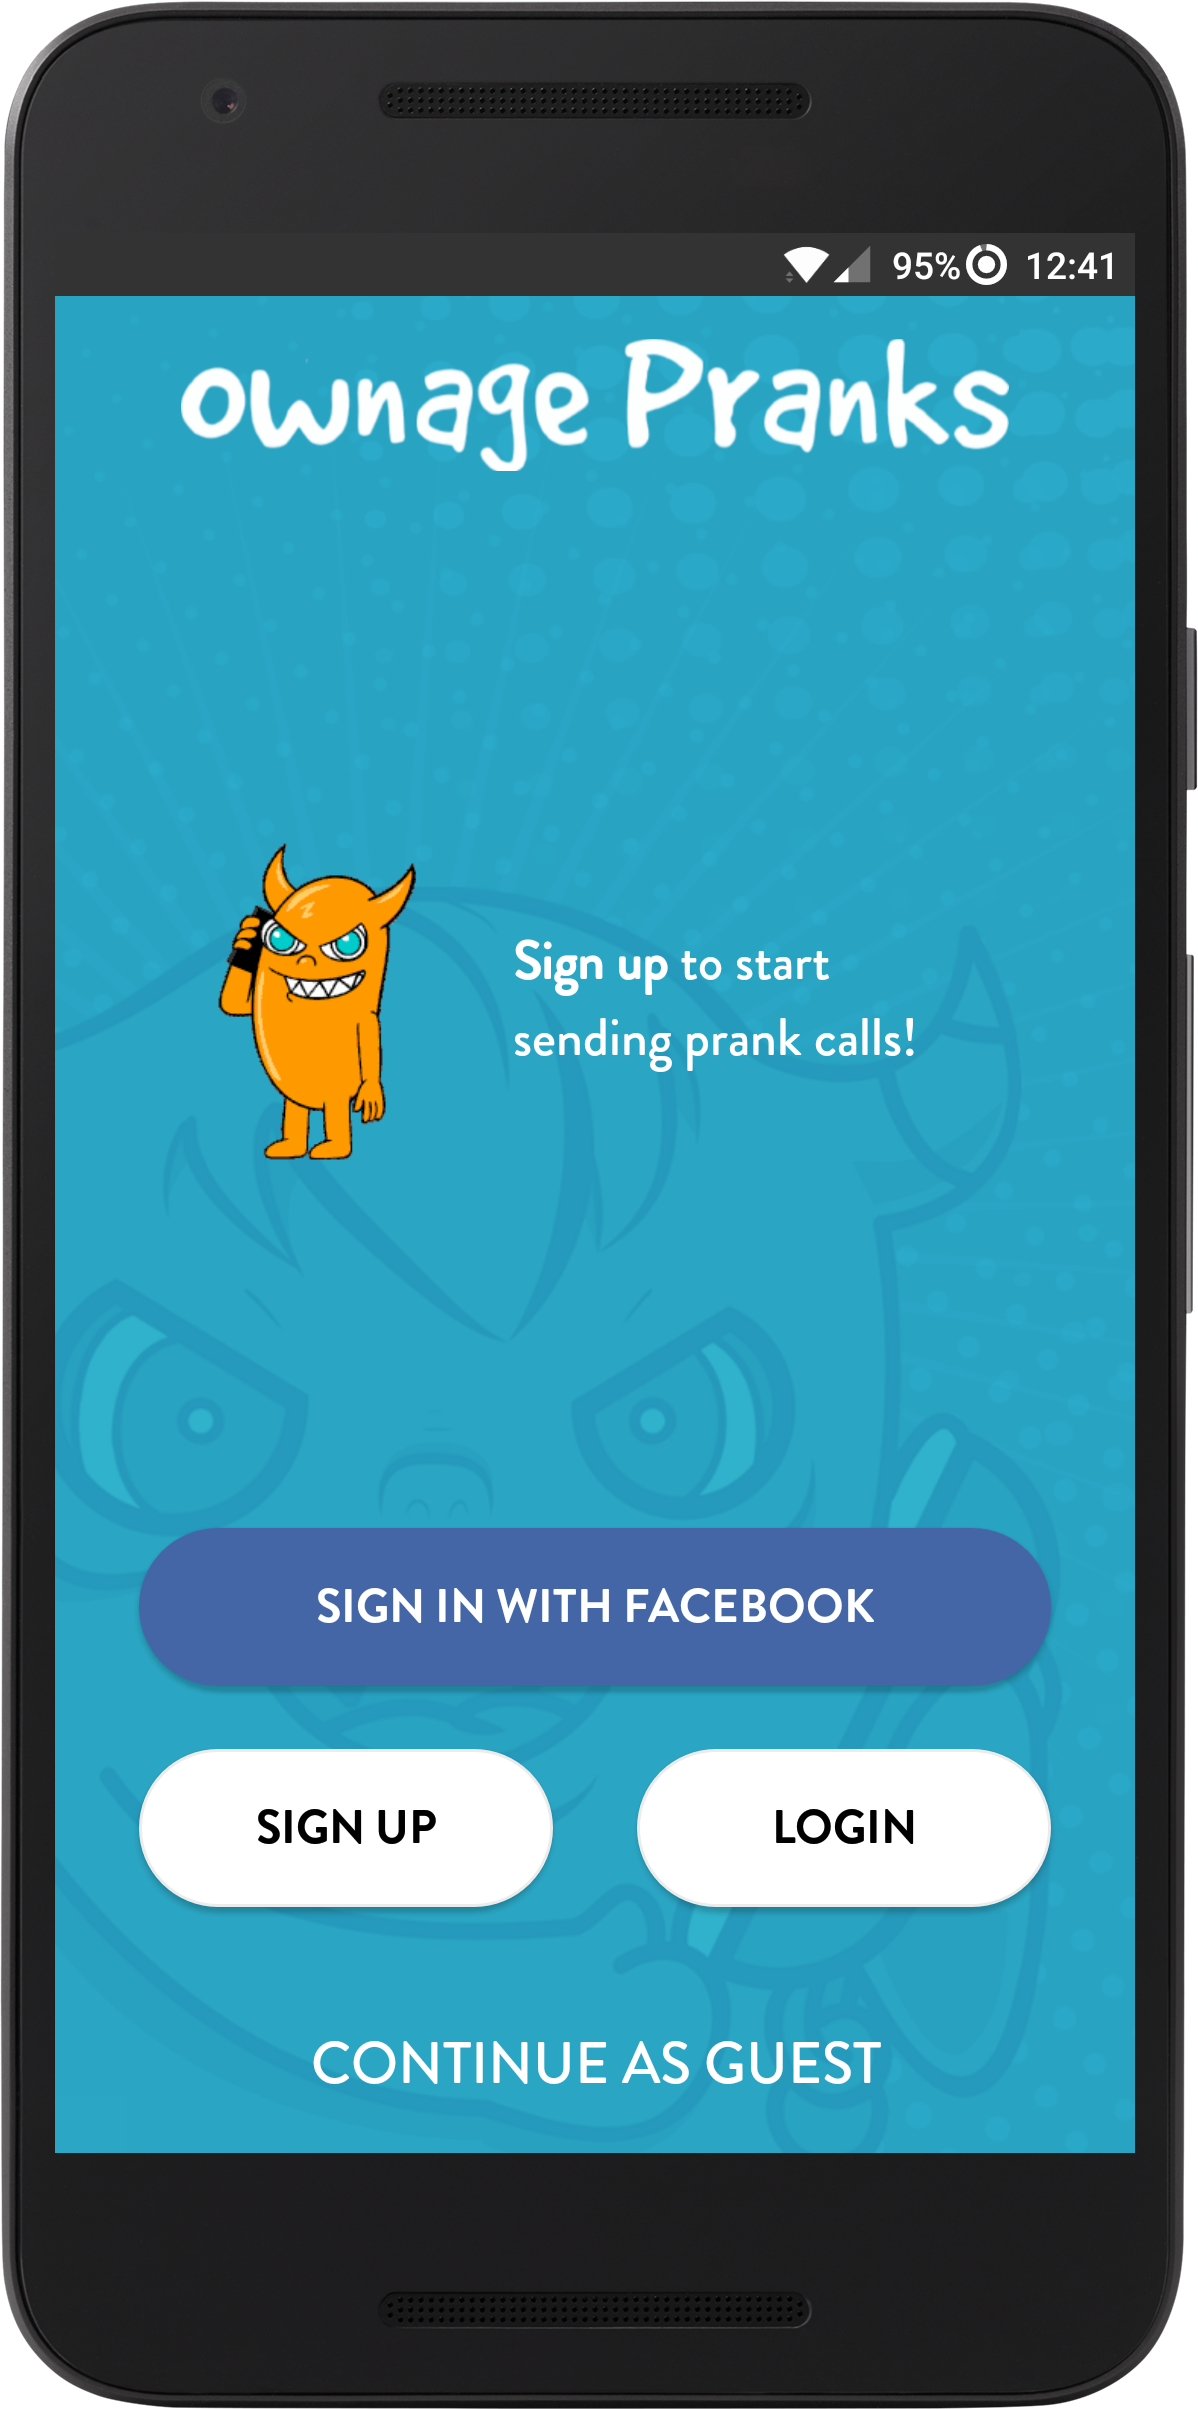 95% 12:41
ownage Pranks
Sign up to start
sending prank calls!
SIGN IN WITH FACEBOOK
SIGN UP LOGIN
CONTINUE AS GUEST